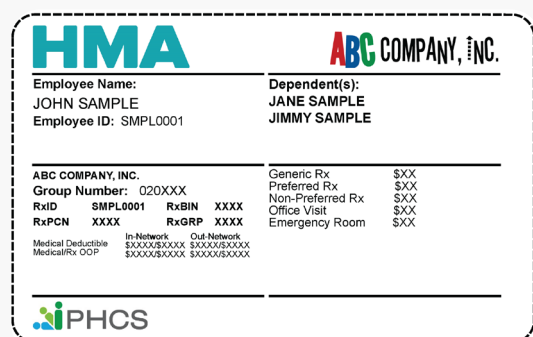 HMA
ABC COMPANY, INC.
Employee Name:
JOHN SAMPLE
Employee ID: SMPL0001
Dependent(s):
JANE SAMPLE
JIMMY SAMPLE
ABC COMPANY, INC.
Group Number: 020XXX
RxID SMPL0001 RxBIN XXXX
RxPCN XXXX RxGRP XXXX
In-Network Out-Network
Medical Deductible $XXXX/$XXXX $XXXX/$XXXX
Medical/Rx OOP $XXXX/$XXXX $XXXX/$XXXX
Generic Rx $XX
Preferred Rx $XX
Non-Preferred Rx $XX
Office Visit $XX
Emergency Room $XX
PHCS